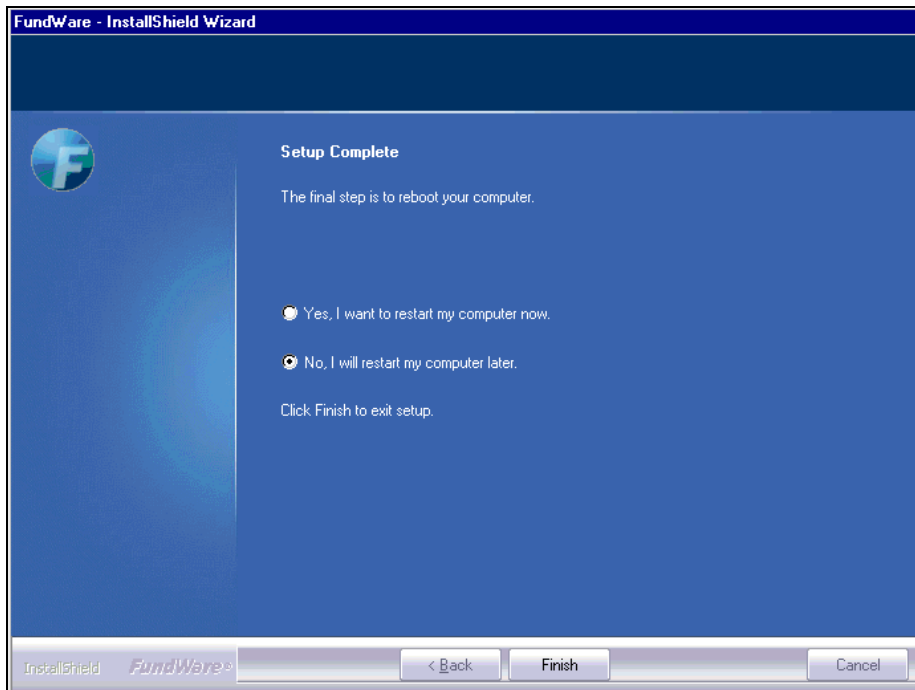 FundWare - InstallShield Wizard
F
Setup Complete
The final step is to reboot your computer.
Yes, I want to restart my computer now.
No, I will restart my computer later.
Click Finish to exit setup.
InstallShield FundWare® < Back Finish Cancel